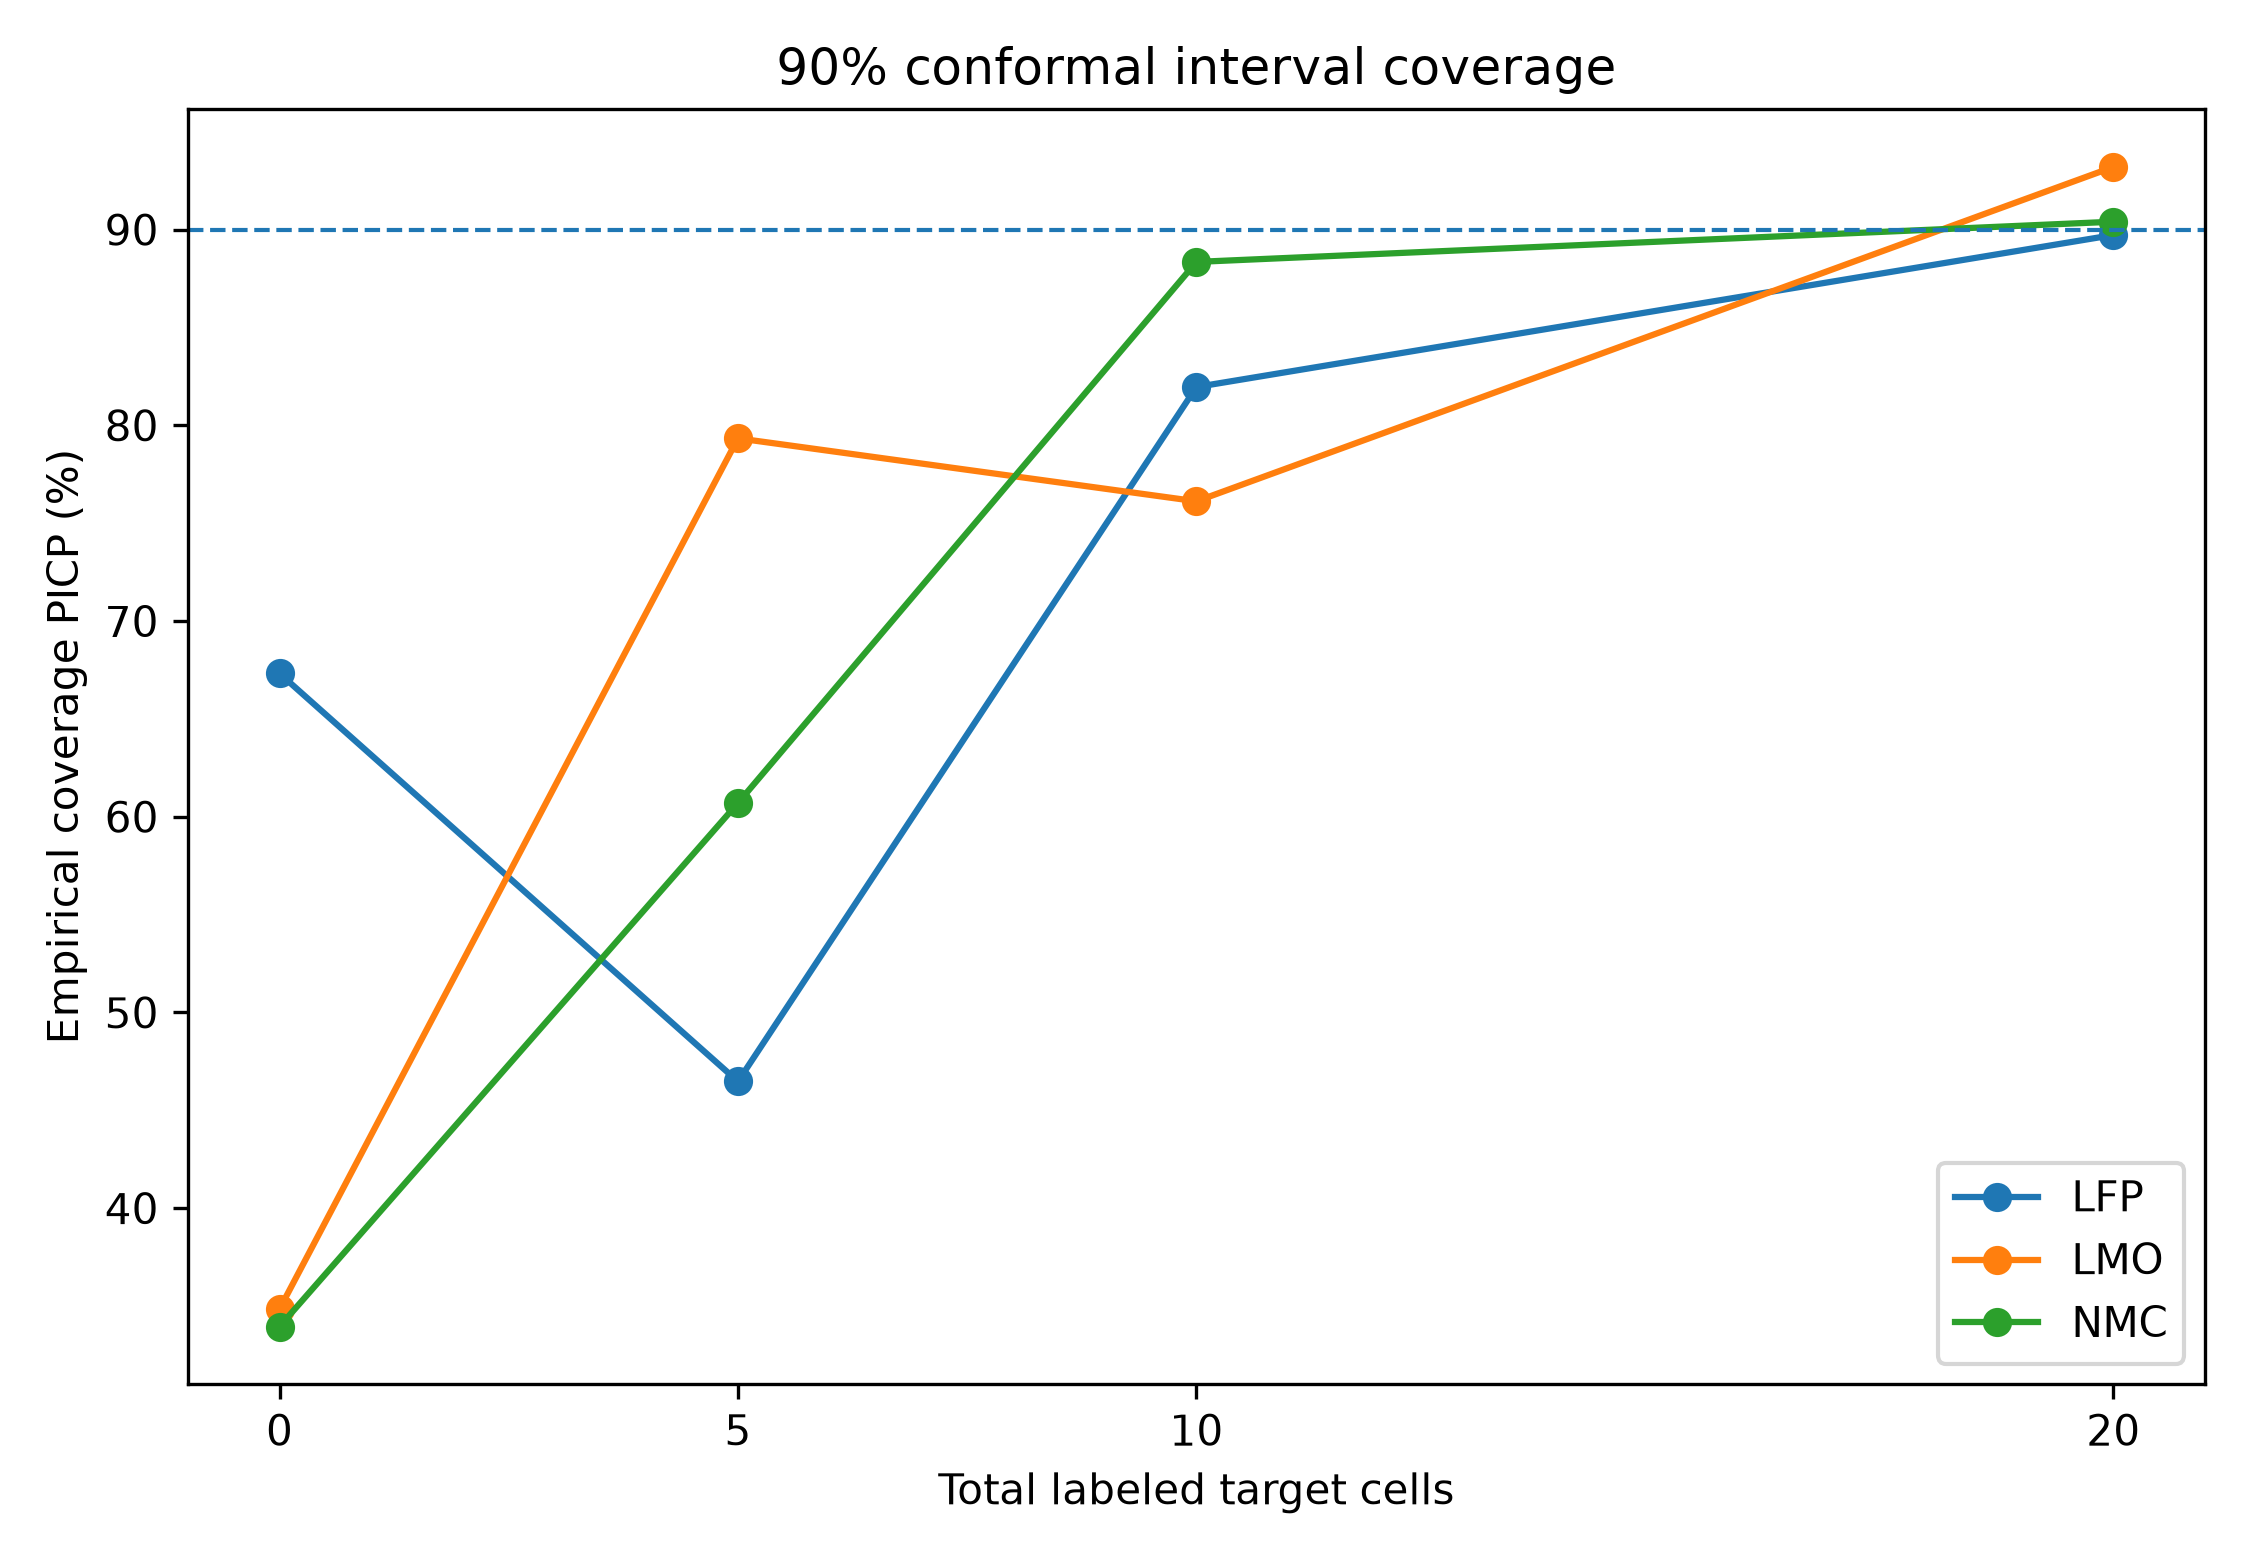 90% conformal interval coverage
Empirical coverage PICP (%)
90
80
70
60
50
40
0 5 10 20
Total labeled target cells
LFP
LMO
NMC